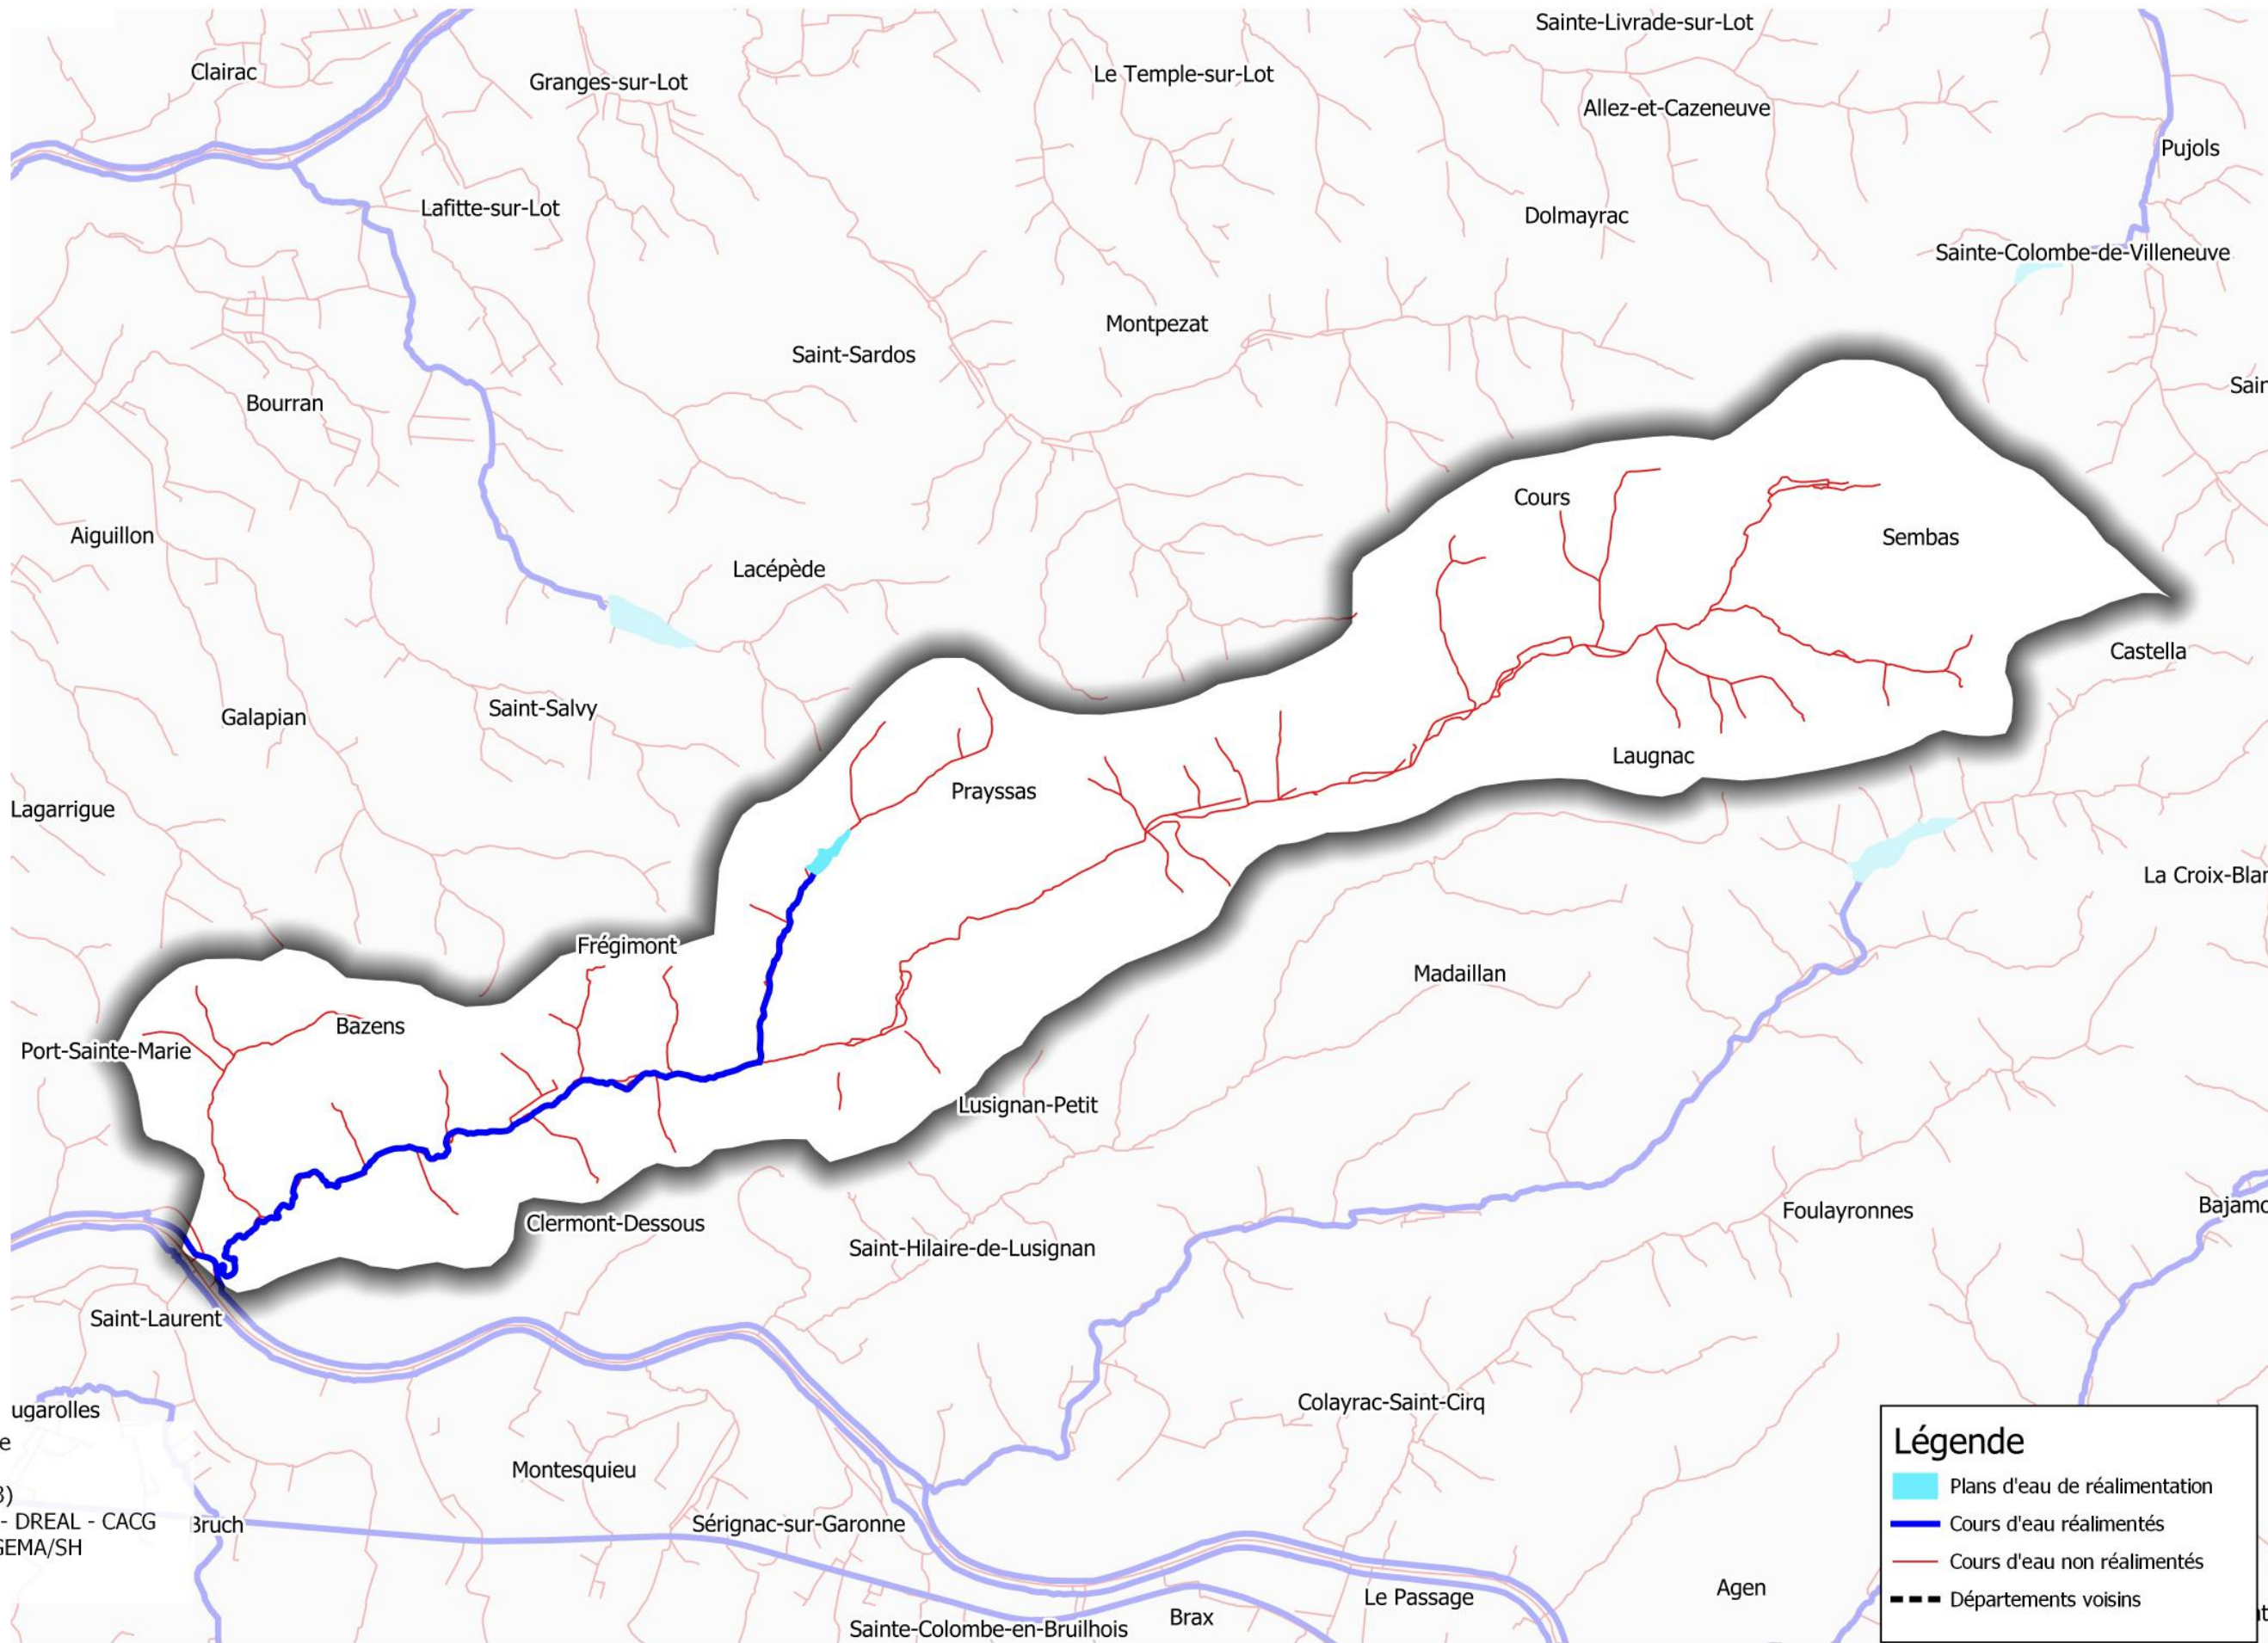 Sainte-Livrade-sur-Lot
Clairac
Granges-sur-Lot
Le Temple-sur-Lot
Allez-et-Cazeneuve
Pujols
Lafitte-sur-Lot
Dolmayrac
Sainte-Colombe-de-Villeneuve
Montpezat
Saint-Sardos
Sain
Bourran
Cours
Aiguillon
Sembas
Lacépède
Castella
Saint-Salvy
Galapian
Laugnac
Prayssas
Lagarrigue
La Croix-Blan
Frégimont
Madaillan
Bazens
Port-Sainte-Marie
Lusignan-Petit
Bajamo
Foulayronnes
Clermont-Dessous
Saint-Hilaire-de-Lusignan
Saint-Laurent
Colayrac-Saint-Cirq
ugarolles
e
Montesquieu
3)
- DREAL - CACG
Bruch
Sérignac-sur-Garonne
GEMA/SH
Agen
Le Passage
Brax
Sainte-Colombe-en-Bruilhois
Légende
Plans d'eau de réalimentation
Cours d'eau réalimentés
Cours d'eau non réalimentés
Départements voisins